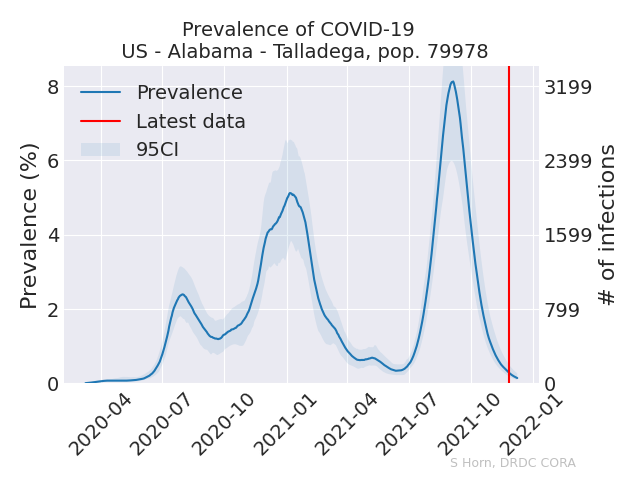 Prevalence of COVID-19
US - Alabama - Talladega, pop. 79978
Prevalence
Latest data
95CI
Prevalence (%)
8
6
4
2
0
3199
2399
1599
799
0
# of infections
2020-04
2020-07
2020-10
2021-01
2021-04
2021-07
2021-10
2022-01
S Horn, DRDC CORA